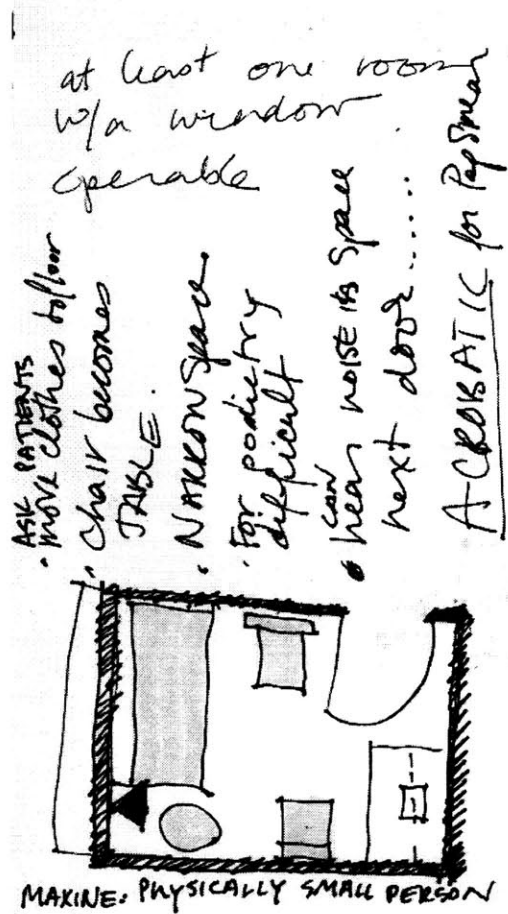 at least one room
w/a window
operable
• ASK PATIENTS
move clothes to floor
• Chair becomes
TABLE.
• NARROW Space.
• For podiatry
difficult
• can
hear NOISE its Space
next door......
A-CROBATIC for Pap Smear
MAXINE: PHYSICALLY SMALL PERSON